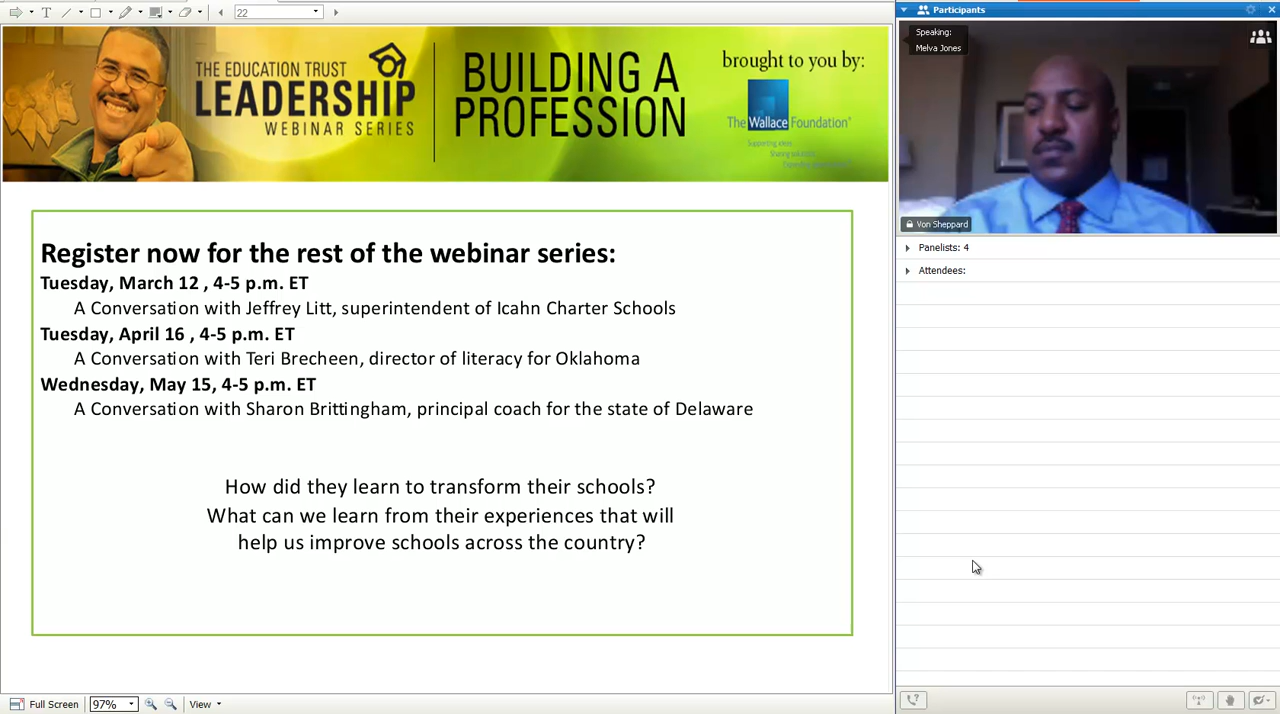 22
Participants
Speaking:
Melva Jones
THE EDUCATION TRUST
LEADERSHIP
WEBINAR SERIES
BUILDING A
PROFESSION
brought to you by:
The Wallace Foundation®
Supporting ideas.
Sharing solutions.
Von Sheppard
Panelists: 4
Attendees:
Register now for the rest of the webinar series:
Tuesday, March 12 , 4-5 p.m. ET
A Conversation with Jeffrey Litt, superintendent of Icahn Charter Schools
Tuesday, April 16 , 4-5 p.m. ET
A Conversation with Teri Brecheen, director of literacy for Oklahoma
Wednesday, May 15, 4-5 p.m. ET
A Conversation with Sharon Brittingham, principal coach for the state of Delaware
How did they learn to transform their schools?
What can we learn from their experiences that will
help us improve schools across the country?
Full Screen
97%
View